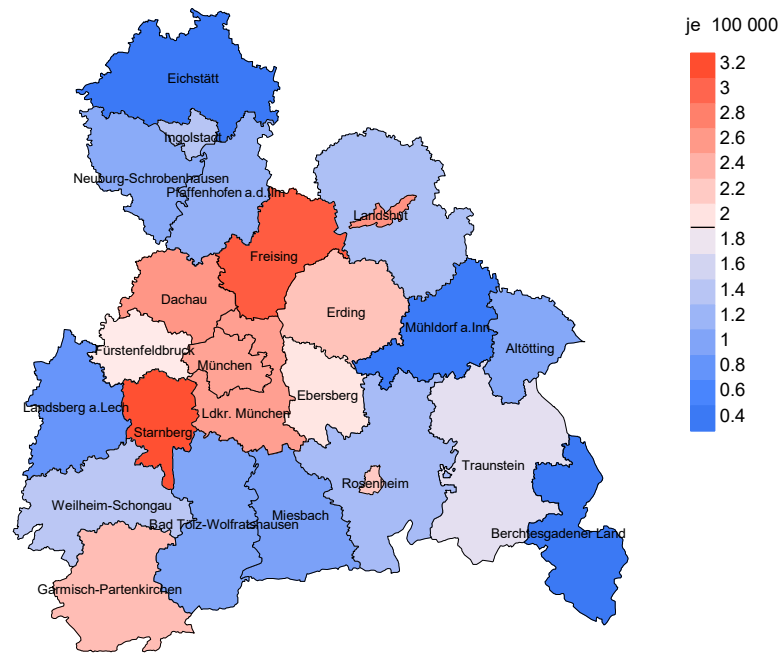 je 100 000
3.2
3
2.8
2.6
2.4
2.2
2
1.8
1.6
1.4
1.2
1
0.8
0.6
0.4
Eichstätt
Ingolstadt
Neuburg-Schrobenhausen
Pfaffenhofen a.d.Ilm
Landshut
Freising
Dachau
Erding
Mühldorf a.Inn
Altötting
Fürstenfeldbruck
München
Ebersberg
Landsberg a.Lech
Ldkr. München
Starnberg
Traunstein
Rosenheim
Weilheim-Schongau
Bad Tölz-Wolfratshausen
Miesbach
Berchtesgadener Land
Garmisch-Partenkirchen